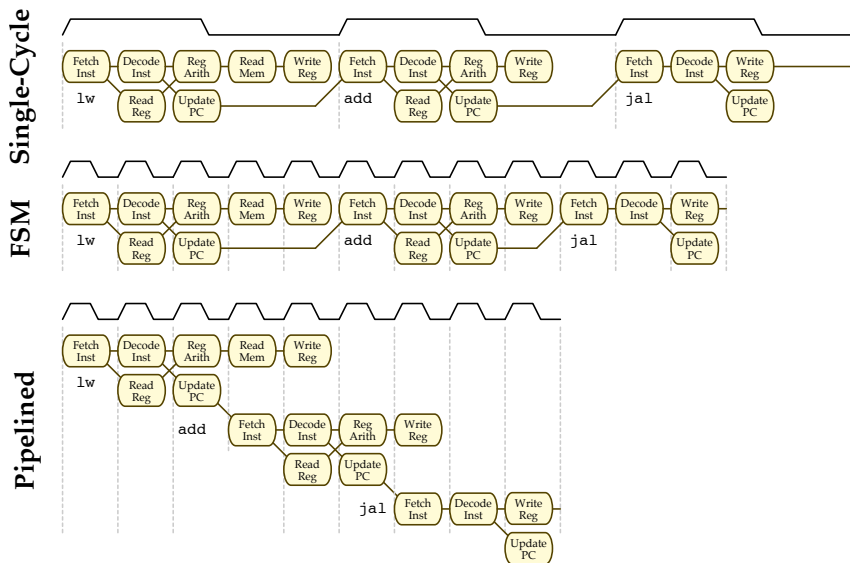 Single-Cycle
Fetch
Inst
Decode
Inst
Reg
Arith
Read
Mem
Write
Reg
Fetch
Inst
Decode
Inst
Reg
Arith
Write
Reg
Fetch
Inst
Decode
Inst
Write
Reg
lw
Read
Reg
Update
PC
add
Read
Reg
Update
PC
jal
Update
PC
FSM
Fetch
Inst
Decode
Inst
Reg
Arith
Read
Mem
Write
Reg
Fetch
Inst
Decode
Inst
Reg
Arith
Write
Reg
Fetch
Inst
Decode
Inst
Write
Reg
lw
Read
Reg
Update
PC
add
Read
Reg
Update
PC
jal
Update
PC
Pipelined
Fetch
Inst
Decode
Inst
Reg
Arith
Read
Mem
Write
Reg
lw
Read
Reg
Update
PC
add
Fetch
Inst
Decode
Inst
Reg
Arith
Write
Reg
Read
Reg
Update
PC
jal
Fetch
Inst
Decode
Inst
Write
Reg
Update
PC